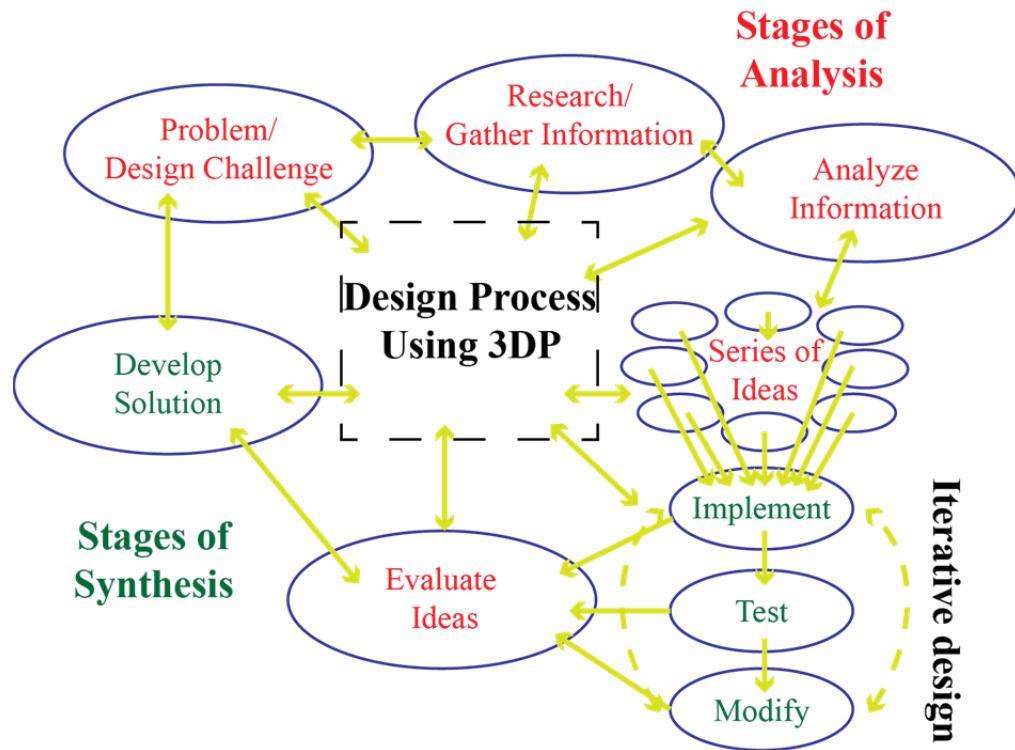 Stages of
Analysis
Problem/
Design Challenge
Research/
Gather Information
Analyze
Information
Design Process
Using 3DP
Series of
Ideas
Develop
Solution
Implement
Stages of
Synthesis
Evaluate
Ideas
Test
Modify
Iterative design